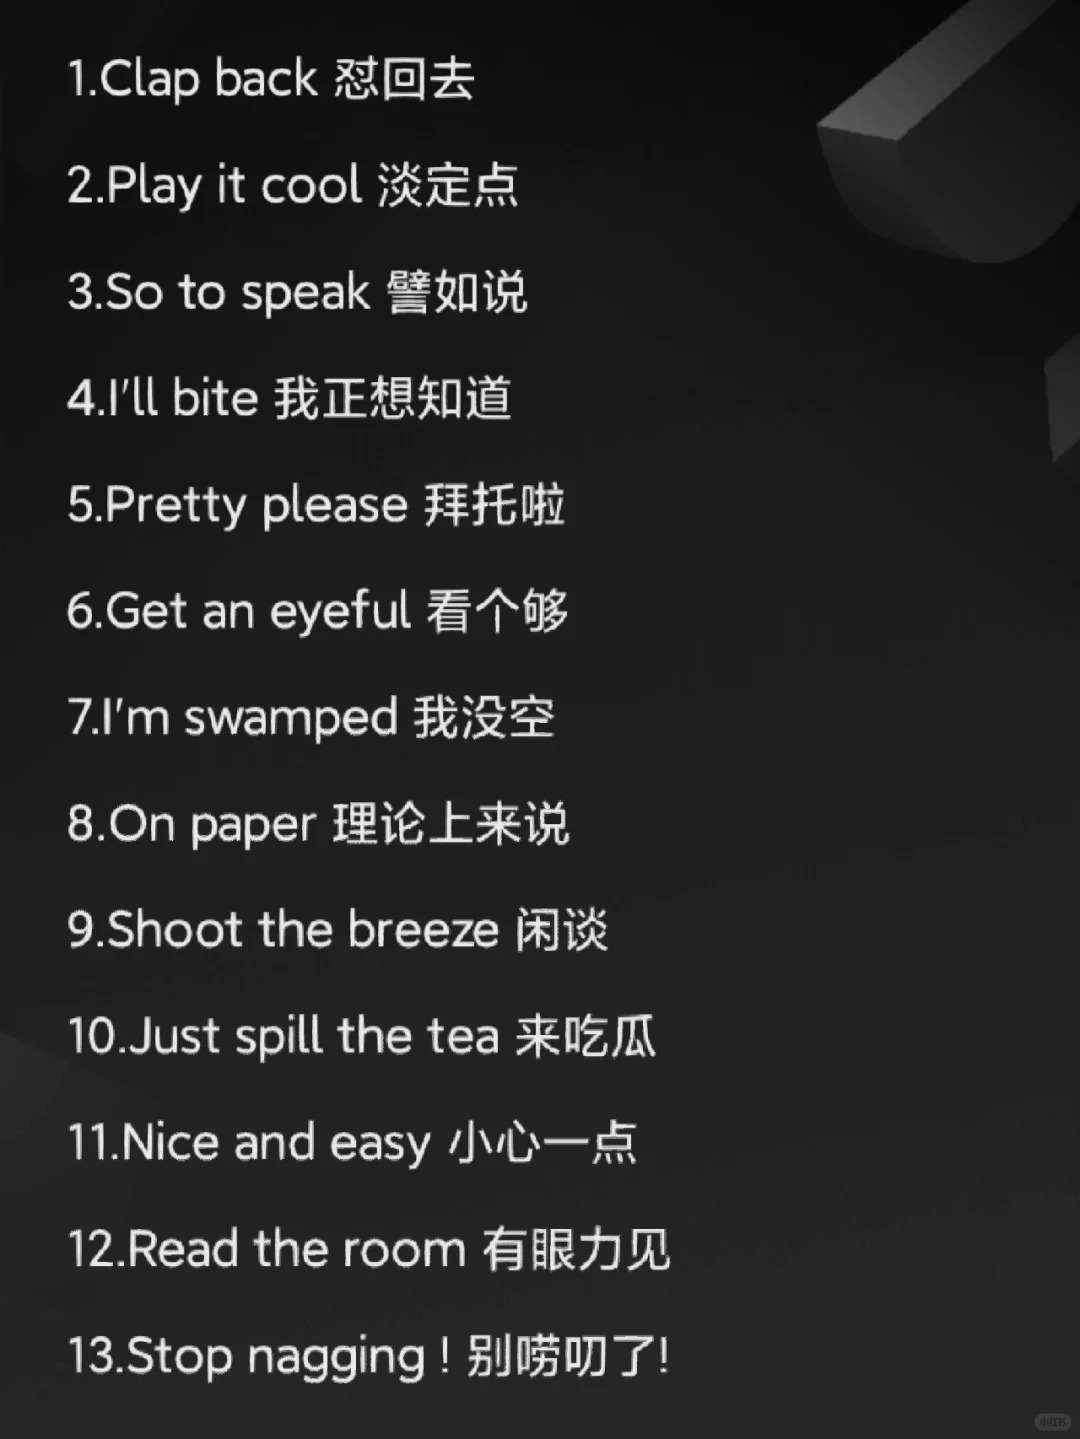 1.Clap back 怼回去
2.Play it cool 淡定点
3.So to speak 譬如说
4.I'll bite 我正想知道
5.Pretty please 拜托啦
6.Get an eyeful 看个够
7.I'm swamped 我没空
8.On paper 理论上来说
9.Shoot the breeze 闲谈
10.Just spill the tea 来吃瓜
11.Nice and easy 小心一点
12.Read the room 有眼力见
13.Stop nagging ! 别唠叨了!
小红书